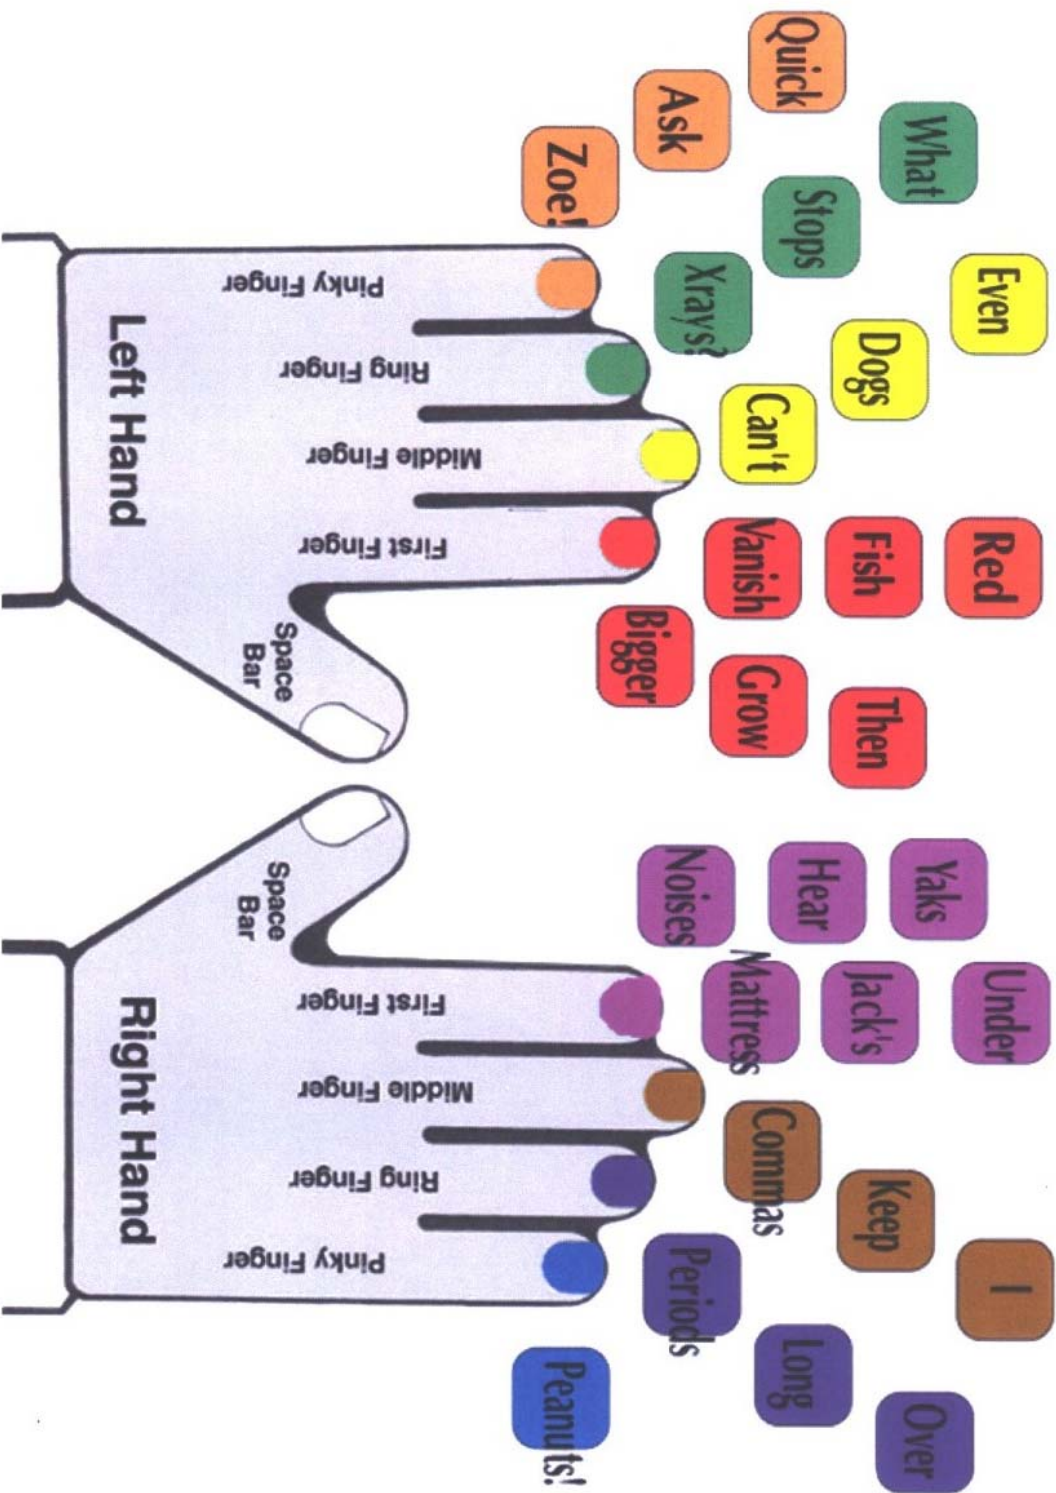 Quick
Ask
Zoe!
What
Stops
Xrays?
Even
Dogs
Can't
Red
Fish
Vanish
Then
Grow
Bigger
Yaks
Hear
Noises
Under
Jack's
Mattress
I
Keep
Commas
Over
Long
Periods
Peanuts!
Pinky Finger
Ring Finger
Middle Finger
First Finger
Space
Bar
Left Hand
Space
Bar
First Finger
Middle Finger
Ring Finger
Pinky Finger
Right Hand